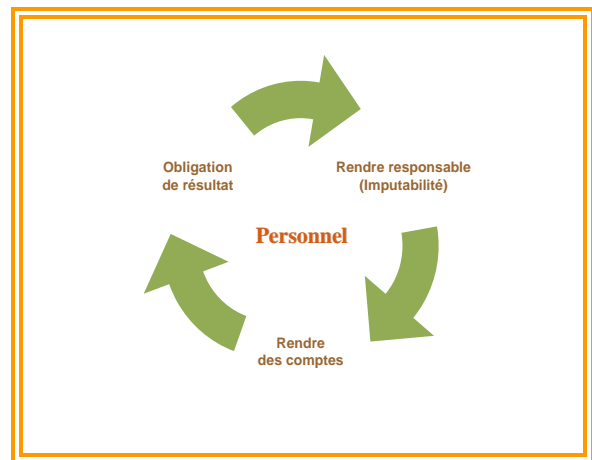 Obligation
de résultat
Rendre responsable
(Imputabilité)
Personnel
Rendre
des comptes